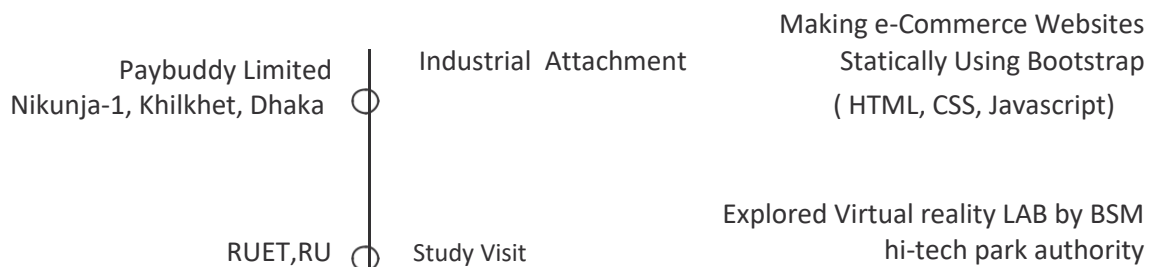 Paybuddy Limited
Nikunja-1, Khilkhet, Dhaka
Industrial Attachment
Making e-Commerce Websites
Statically Using Bootstrap
( HTML, CSS, Javascript)
RUET,RU
Study Visit
Explored Virtual reality LAB by BSM
hi-tech park authority